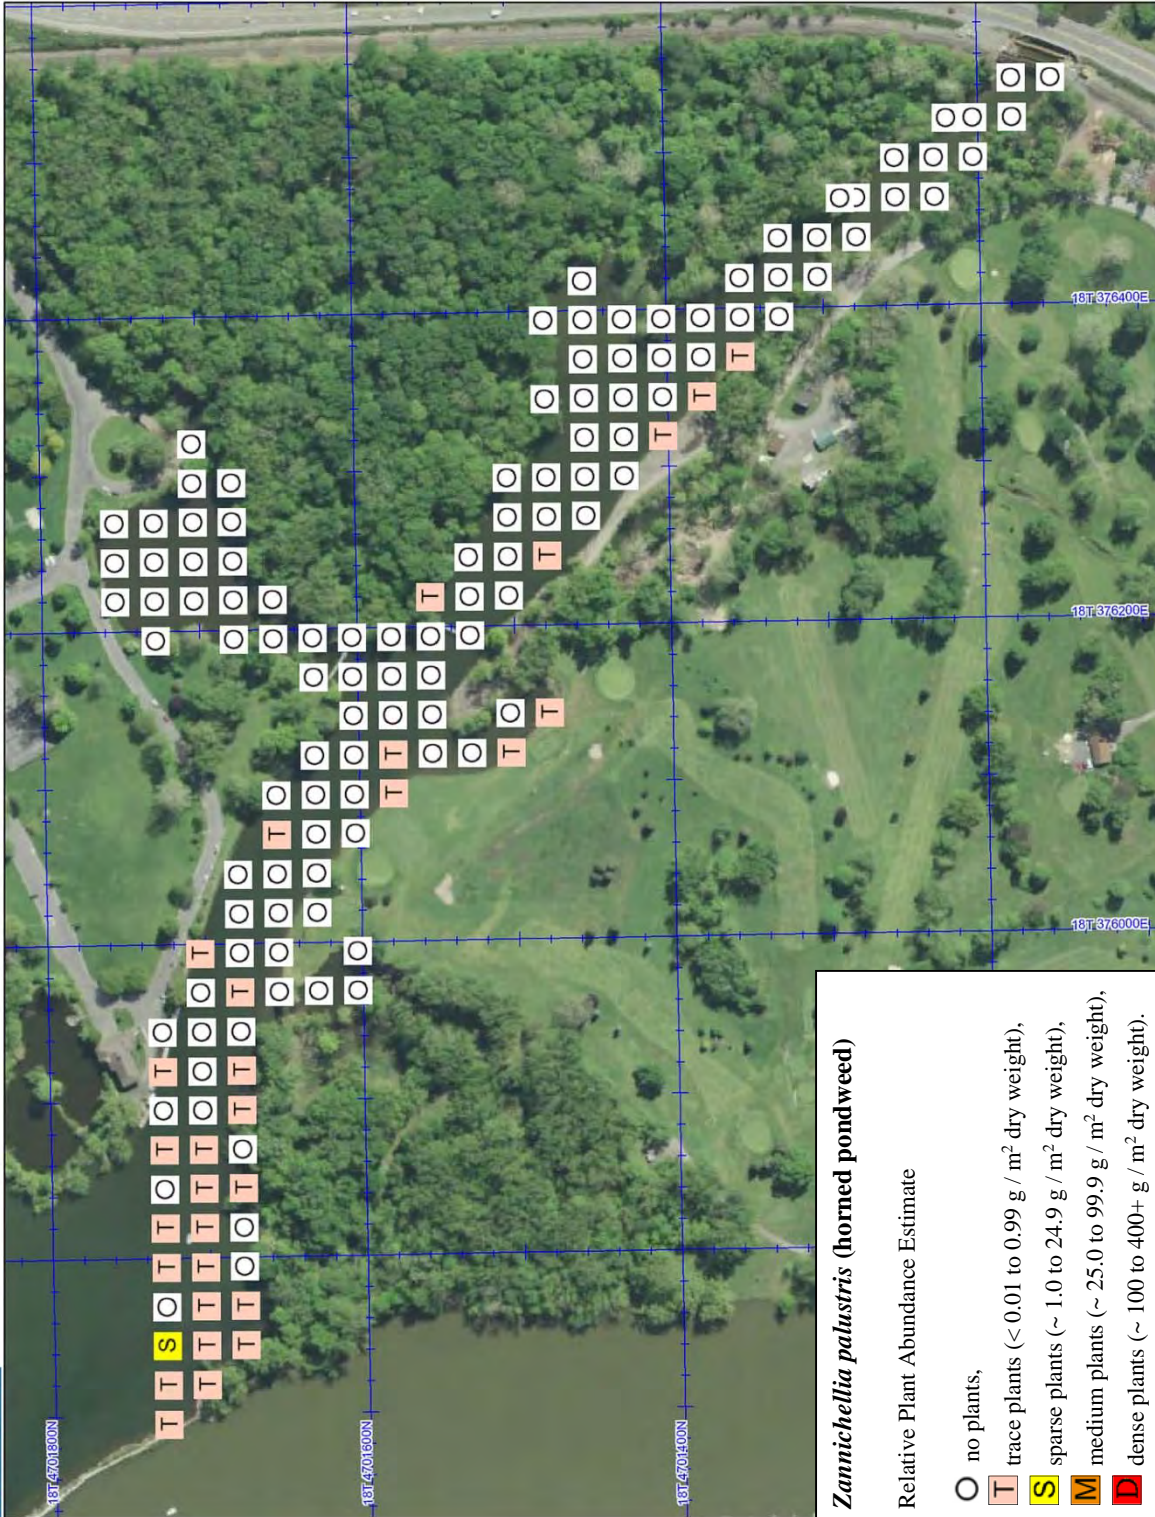 18T 4701800N
T T S T T T T
T T T T T T T T
T T T T T T
T
18T 4701600N
T T
T
T
T T
T
18T 4701400N
T
T
18T 376000E 18T 376200E 18T 376400E
Zannichellia palustris (horned pondweed)
Relative Plant Abundance Estimate
O no plants,
T trace plants (< 0.01 to 0.99 g / m² dry weight),
S sparse plants (~ 1.0 to 24.9 g / m² dry weight),
M medium plants (~ 25.0 to 99.9 g / m² dry weight),
D dense plants (~ 100 to 400+ g / m² dry weight).